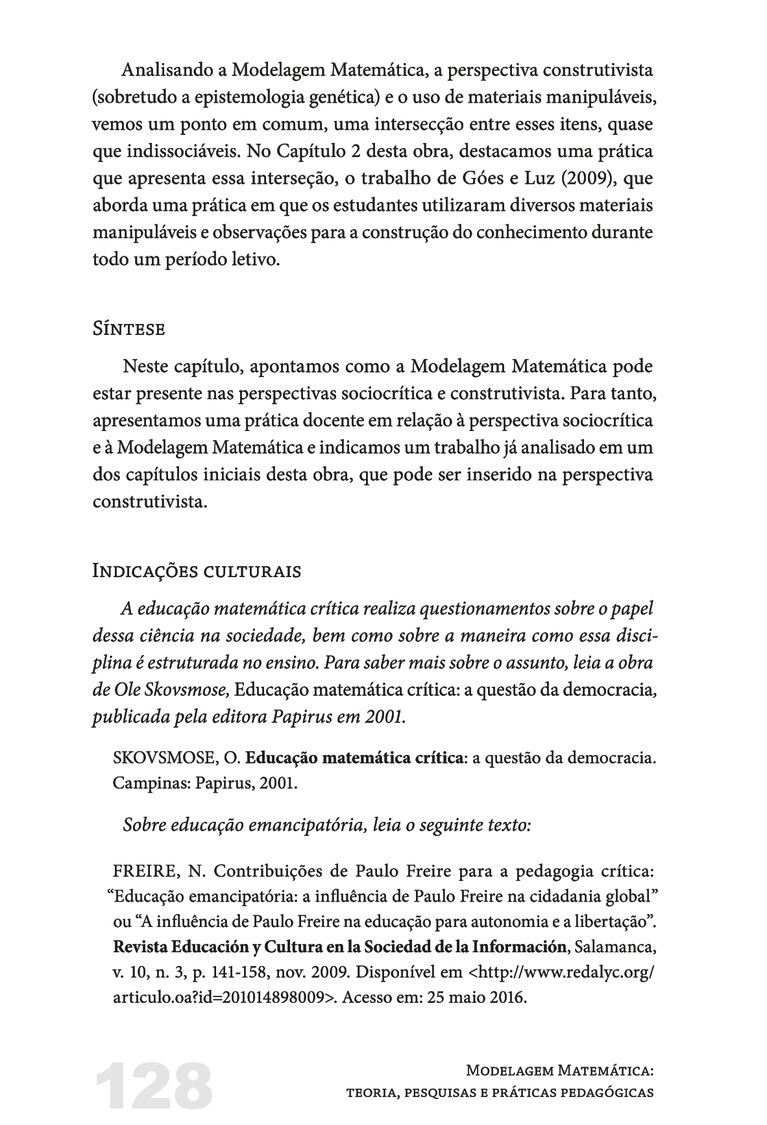 Analisando a Modelagem Matemática, a perspectiva construtivista
(sobretudo a epistemologia genética) e o uso de materiais manipuláveis,
vemos um ponto em comum, uma intersecção entre esses itens, quase
que indissociáveis. No Capítulo 2 desta obra, destacamos uma prática
que apresenta essa interseção, o trabalho de Góes e Luz (2009), que
aborda uma prática em que os estudantes utilizaram diversos materiais
manipuláveis e observações para a construção do conhecimento durante
todo um período letivo.
Síntese
Neste capítulo, apontamos como a Modelagem Matemática pode
estar presente nas perspectivas sociocrítica e construtivista. Para tanto,
apresentamos uma prática docente em relação à perspectiva sociocrítica
e à Modelagem Matemática e indicamos um trabalho já analisado em um
dos capítulos iniciais desta obra, que pode ser inserido na perspectiva
construtivista.
Indicações culturais
A educação matemática crítica realiza questionamentos sobre o papel
dessa ciência na sociedade, bem como sobre a maneira como essa disci-
plina é estruturada no ensino. Para saber mais sobre o assunto, leia a obra
de Ole Skovsmose, Educação matemática crítica: a questão da democracia,
publicada pela editora Papirus em 2001.
SKOVSMOSE, O. Educação matemática crítica: a questão da democracia.
Campinas: Papirus, 2001.
Sobre educação emancipatória, leia o seguinte texto:
FREIRE, N. Contribuições de Paulo Freire para a pedagogia crítica:
“Educação emancipatória: a influência de Paulo Freire na cidadania global”
ou “A influência de Paulo Freire na educação para autonomia e a libertação”.
Revista Educación y Cultura en la Sociedad de la Información, Salamanca,
v. 10, n. 3, p. 141-158, nov. 2009. Disponível em <http://www.redalyc.org/
articulo.oa?id=201014898009>. Acesso em: 25 maio 2016.
128
Modelagem Matemática:
teoria, pesquisas e práticas pedagógicas